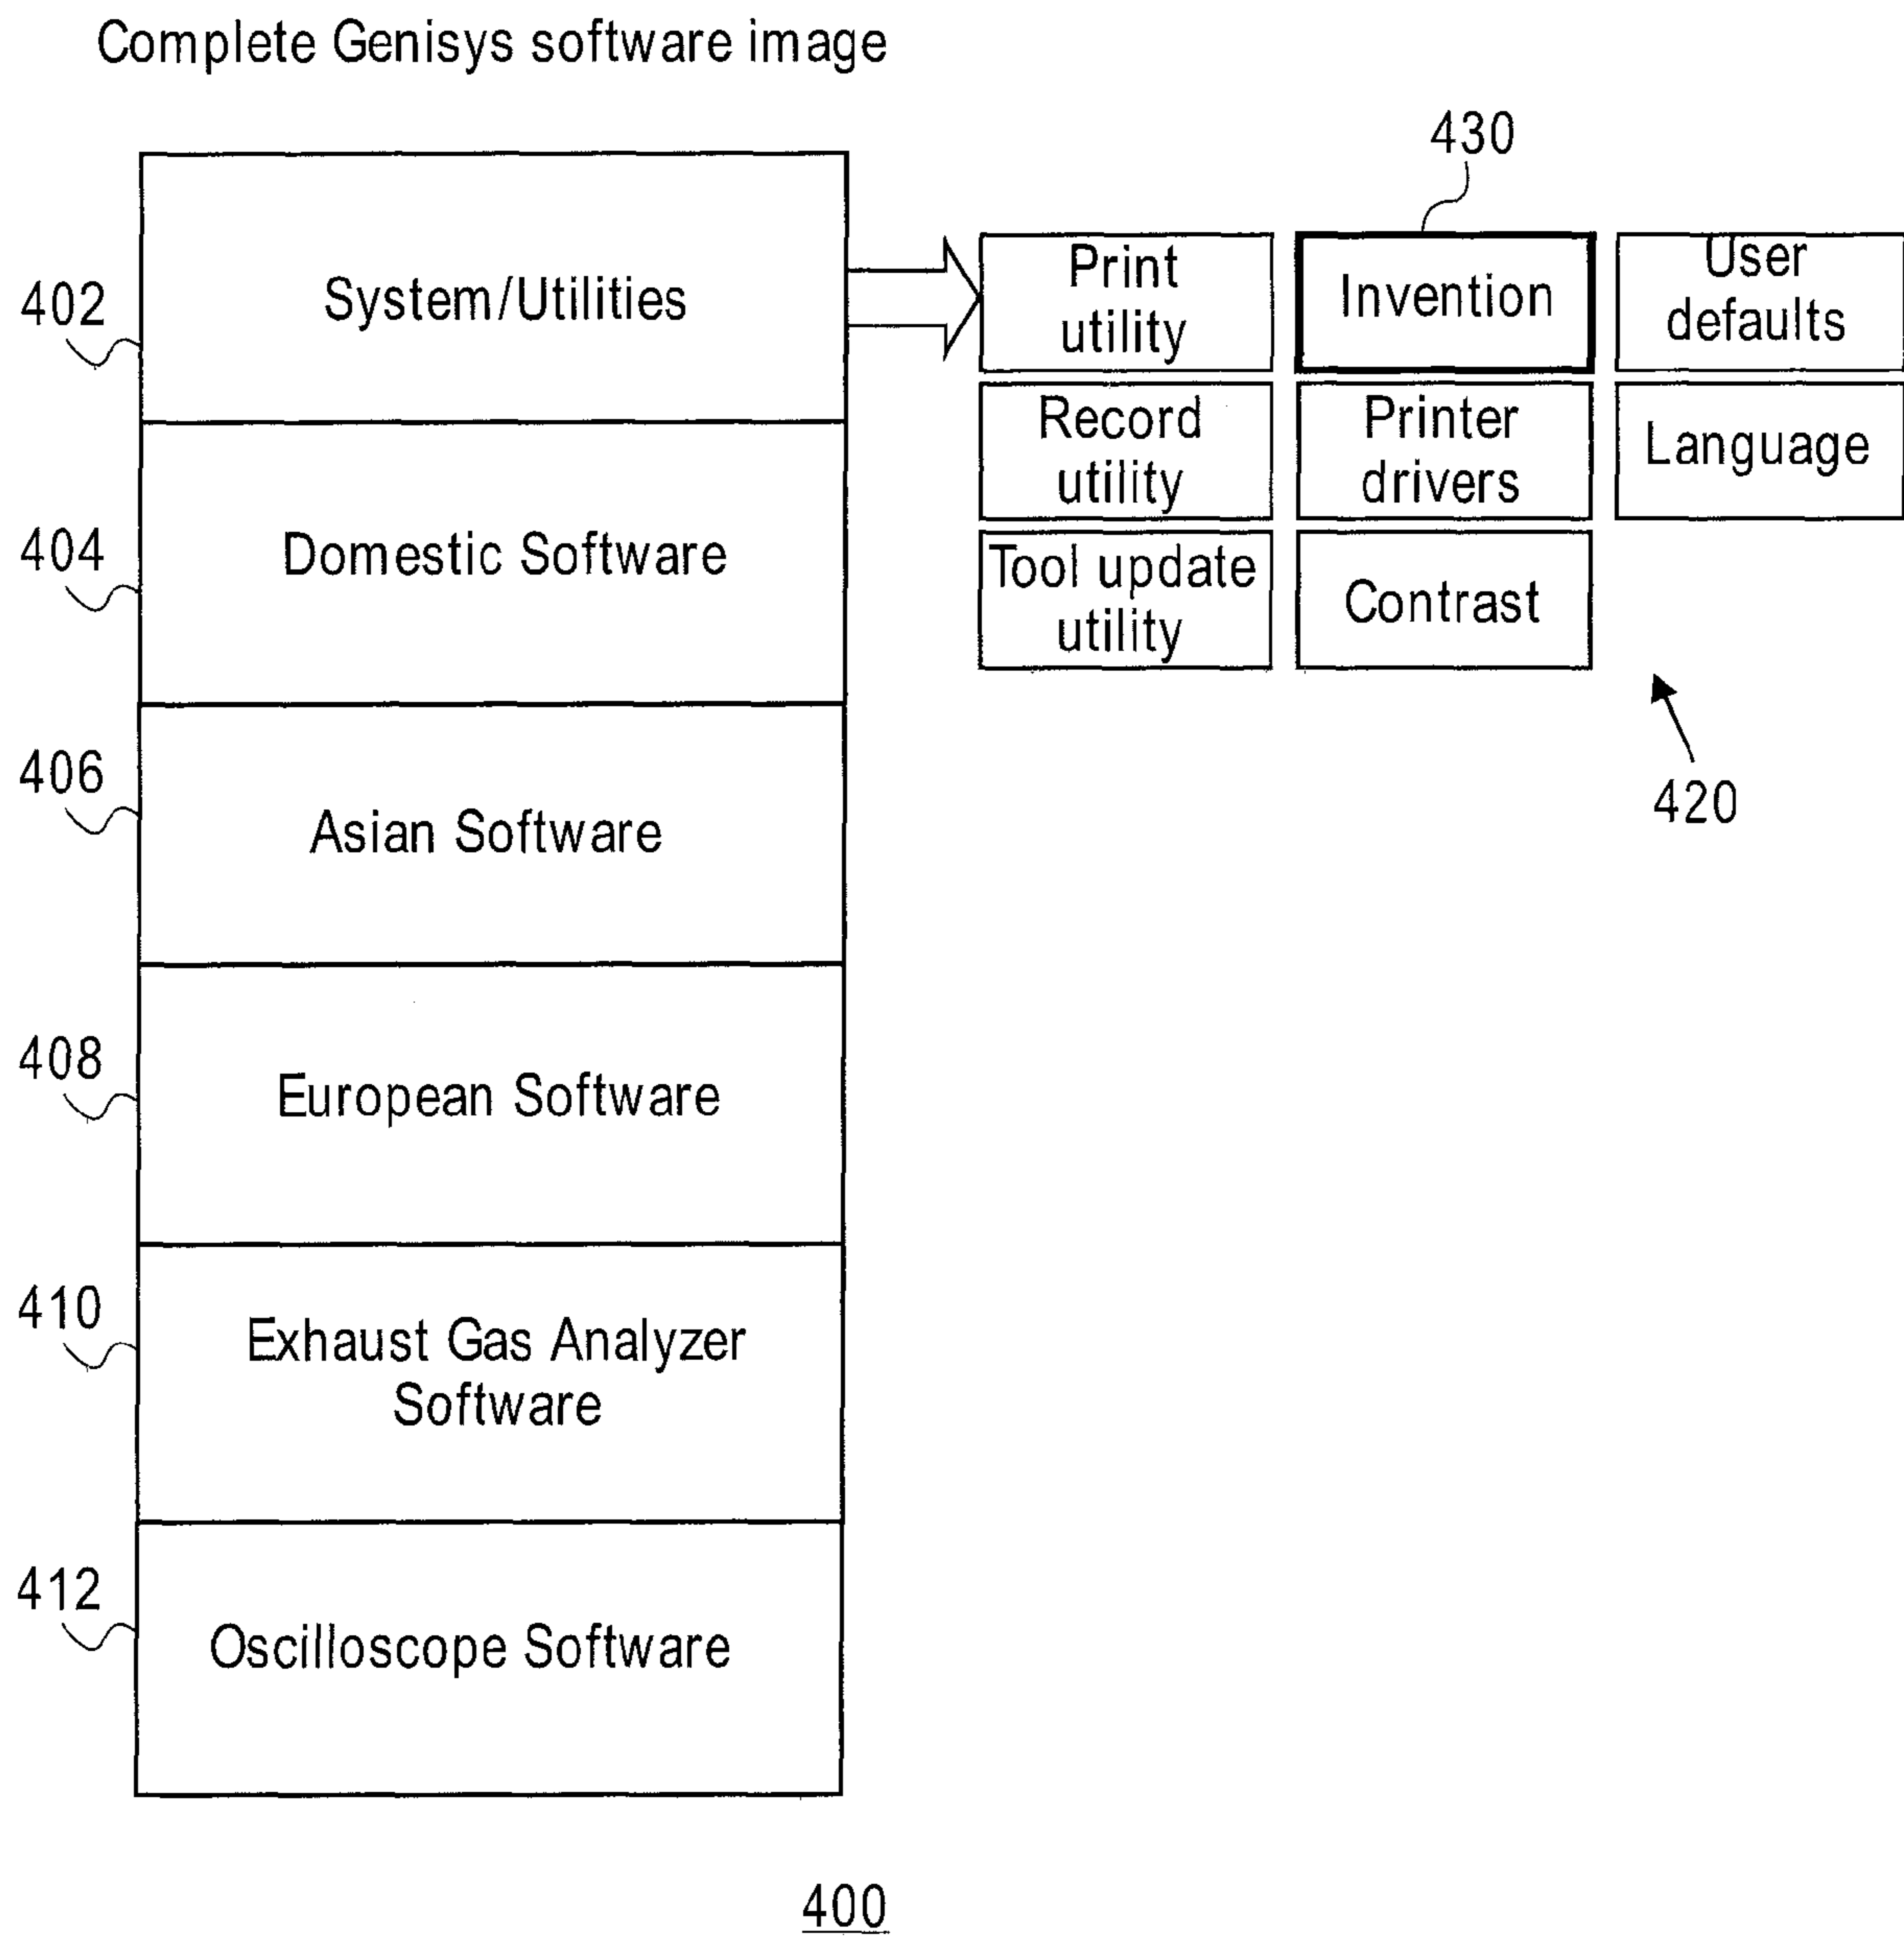 Complete Genisys software image
430
402
System/Utilities
Print
utility
Invention
User
defaults
Record
utility
Printer
drivers
Language
404
Domestic Software
Tool update
utility
Contrast
420
406
Asian Software
408
European Software
410
Exhaust Gas Analyzer
Software
412
Oscilloscope Software
400